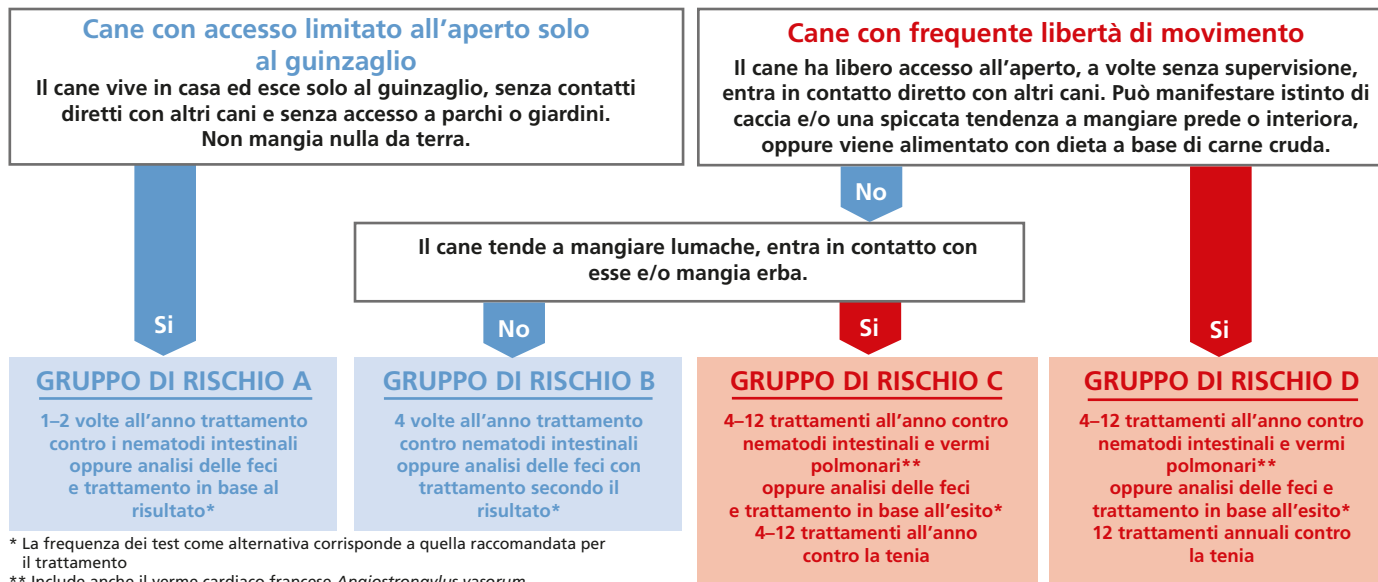 Cane con accesso limitato all'aperto solo
al guinzaglio
Il cane vive in casa ed esce solo al guinzaglio, senza contatti
diretti con altri cani e senza accesso a parchi o giardini.
Non mangia nulla da terra.
Cane con frequente libertà di movimento
Il cane ha libero accesso all'aperto, a volte senza supervisione,
entra in contatto diretto con altri cani. Può manifestare istinto di
caccia e/o una spiccata tendenza a mangiare prede o interiora,
oppure viene alimentato con dieta a base di carne cruda.
No
Il cane tende a mangiare lumache, entra in contatto con
esse e/o mangia erba.
Si
No
Si
Si
GRUPPO DI RISCHIO A
1–2 volte all'anno trattamento
contro i nematodi intestinali
oppure analisi delle feci
e trattamento in base al
risultato*
GRUPPO DI RISCHIO B
4 volte all'anno trattamento
contro nematodi intestinali
oppure analisi delle feci con
trattamento secondo il
risultato*
GRUPPO DI RISCHIO C
4–12 trattamenti all'anno contro
nematodi intestinali e vermi
polmonari**
oppure analisi delle feci
e trattamento in base all'esito*
4–12 trattamenti all'anno
contro la tenia
GRUPPO DI RISCHIO D
4–12 trattamenti all'anno contro
nematodi intestinali e vermi
polmonari**
oppure analisi delle feci e
trattamento in base all'esito*
12 trattamenti annuali contro
la tenia
* La frequenza dei test come alternativa corrisponde a quella raccomandata per
il trattamento
** Include anche il verme cardiaco francese Angiostrongylus vasorum